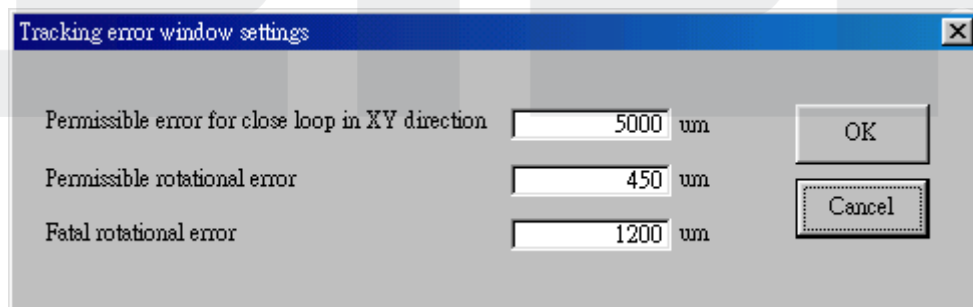 Tracking error window settings
Permissible error for close loop in XY direction 5000 um
OK
Permissible rotational error 450 um
Cancel
Fatal rotational error 1200 um